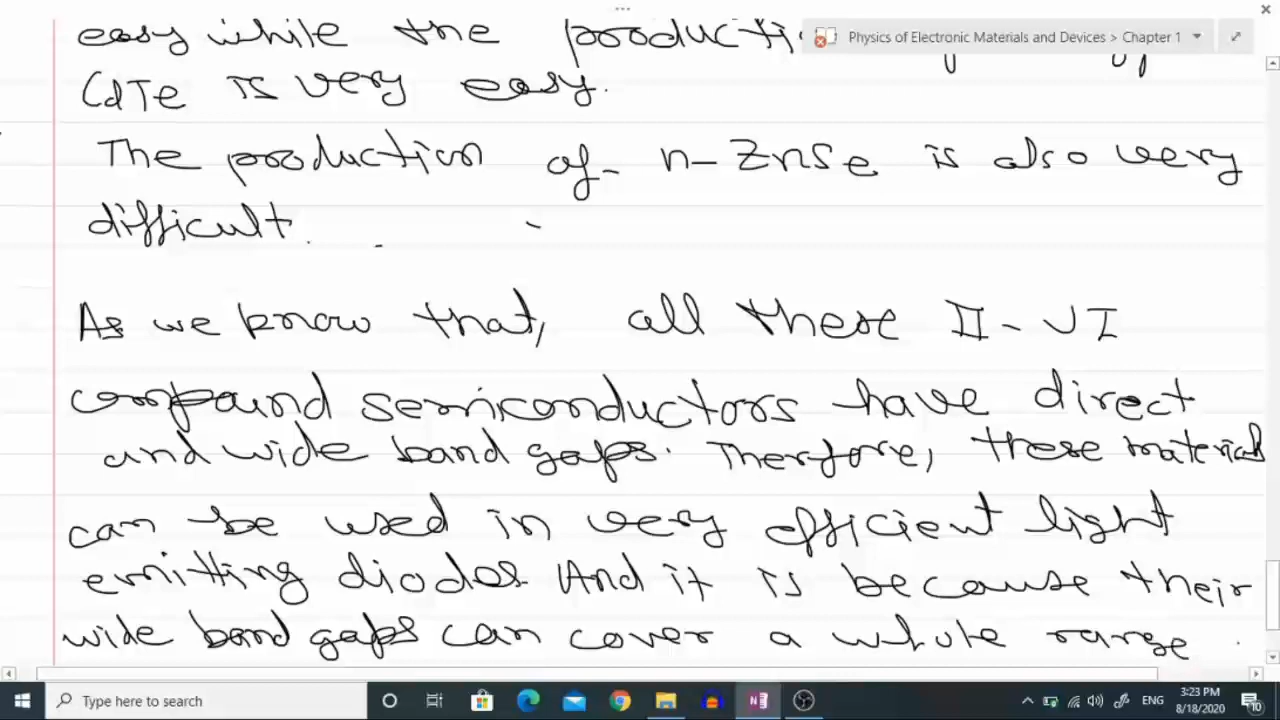 ...
easy while the producti
Physics of Electronic Materials and Devices > Chapter 1
CdTe is very easy.
The production of n-ZnSe is also very
difficult.
As we know that, all these II-VI
compound semiconductors have direct
and wide band gaps. Therfore, these materials
can be used in very efficient light
emitting diodes. And it is because their
wide band gaps can cover a whole range
Type here to search
ENG
3:23 PM
8/18/2020
10